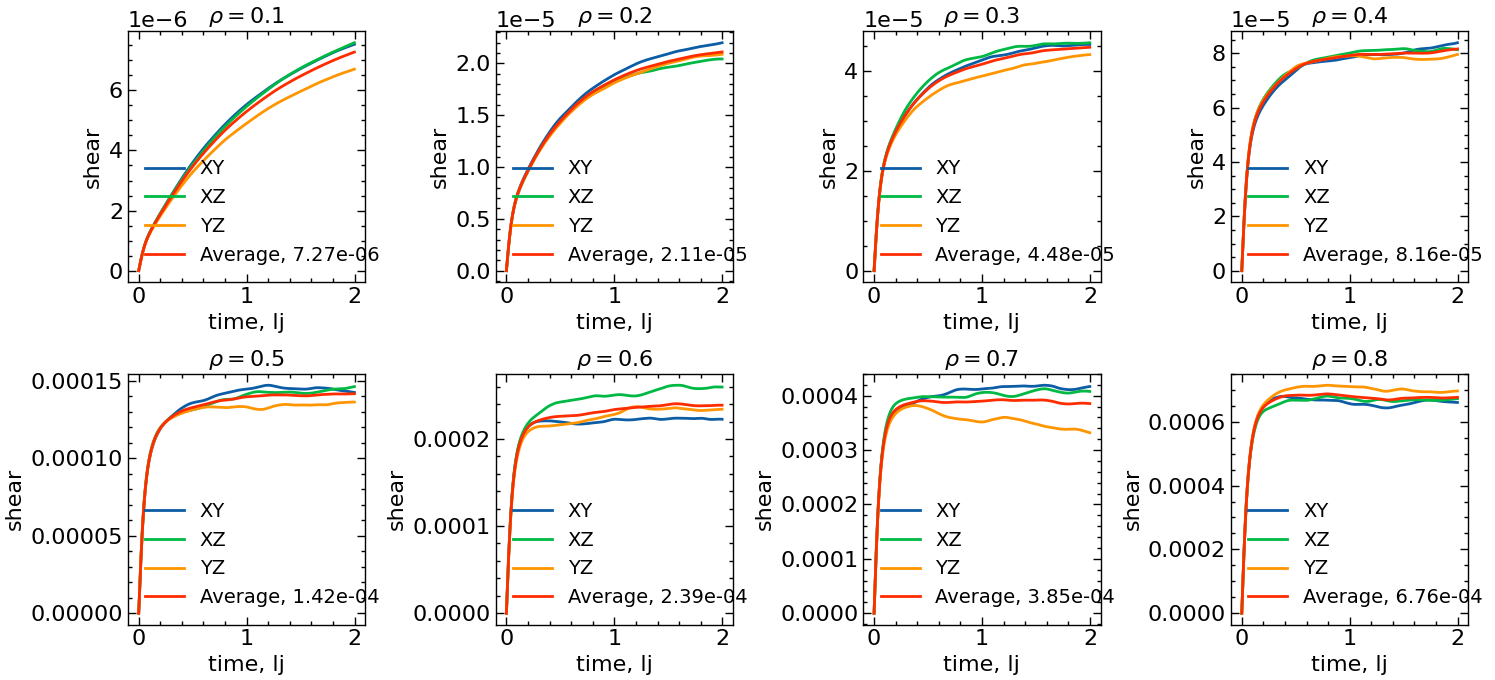 1e−6
ρ = 0.1
6
4
2
0
shear
XY
XZ
YZ
Average, 7.27e-06
0 1 2
time, lj
1e−5
ρ = 0.2
2.0
1.5
1.0
0.5
0.0
shear
XY
XZ
YZ
Average, 2.11e-05
0 1 2
time, lj
1e−5
ρ = 0.3
4
2
0
shear
XY
XZ
YZ
Average, 4.48e-05
0 1 2
time, lj
1e−5
ρ = 0.4
8
6
4
2
0
shear
XY
XZ
YZ
Average, 8.16e-05
0 1 2
time, lj
ρ = 0.5
0.00015
0.00010
0.00005
0.00000
shear
XY
XZ
YZ
Average, 1.42e-04
0 1 2
time, lj
ρ = 0.6
0.0002
0.0001
0.0000
shear
XY
XZ
YZ
Average, 2.39e-04
0 1 2
time, lj
ρ = 0.7
0.0004
0.0003
0.0002
0.0001
0.0000
shear
XY
XZ
YZ
Average, 3.85e-04
0 1 2
time, lj
ρ = 0.8
0.0006
0.0004
0.0002
0.0000
shear
XY
XZ
YZ
Average, 6.76e-04
0 1 2
time, lj